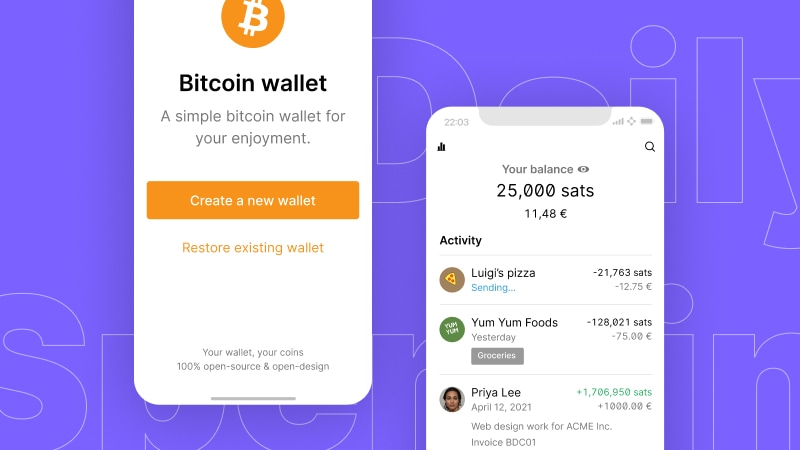 Daily
Bitcoin wallet
A simple bitcoin wallet for
your enjoyment.
Create a new wallet
Restore existing wallet
Your wallet, your coins
100% open-source & open-design
22:03
Your balance
25,000 sats
11,48 €
Activity
Luigi's pizza
-21,763 sats
Sending...
-12.75 €
YUM
YUM
Yum Yum Foods
-128,021 sats
Yesterday
-75.00 €
Groceries
Priya Lee
+1,706,950 sats
April 12, 2021
+1000.00 €
Web design work for ACME Inc.
Invoice BDC01